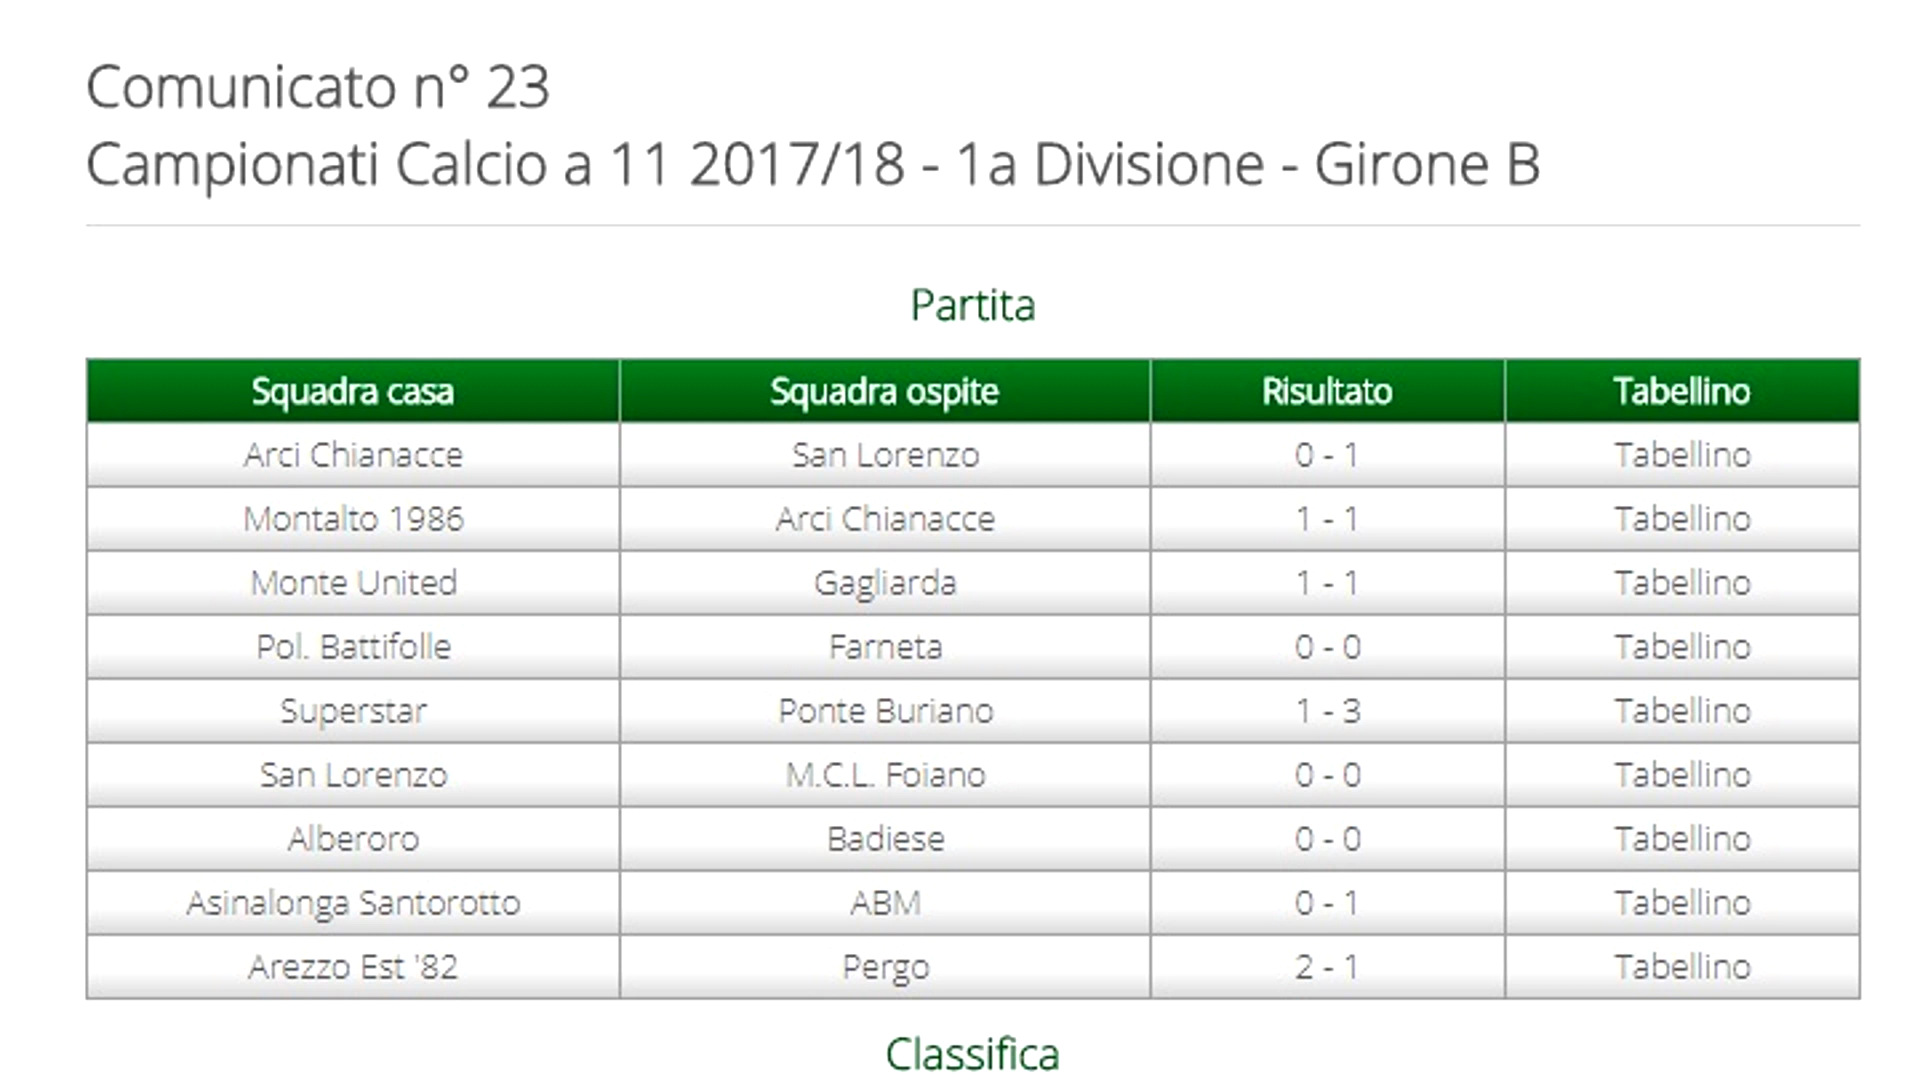 Comunicato n° 23
Campionati Calcio a 11 2017/18 - 1a Divisione - Girone B
Partita
Squadra casa Squadra ospite Risultato Tabellino
Arci Chianacce San Lorenzo 0 - 1 Tabellino
Montalto 1986 Arci Chianacce 1 - 1 Tabellino
Monte United Gagliarda 1 - 1 Tabellino
Pol. Battifolle Farneta 0 - 0 Tabellino
Superstar Ponte Buriano 1 - 3 Tabellino
San Lorenzo M.C.L. Foiano 0 - 0 Tabellino
Alberoro Badiese 0 - 0 Tabellino
Asinalonga Santorotto ABM 0 - 1 Tabellino
Arezzo Est '82 Pergo 2 - 1 Tabellino
Classifica